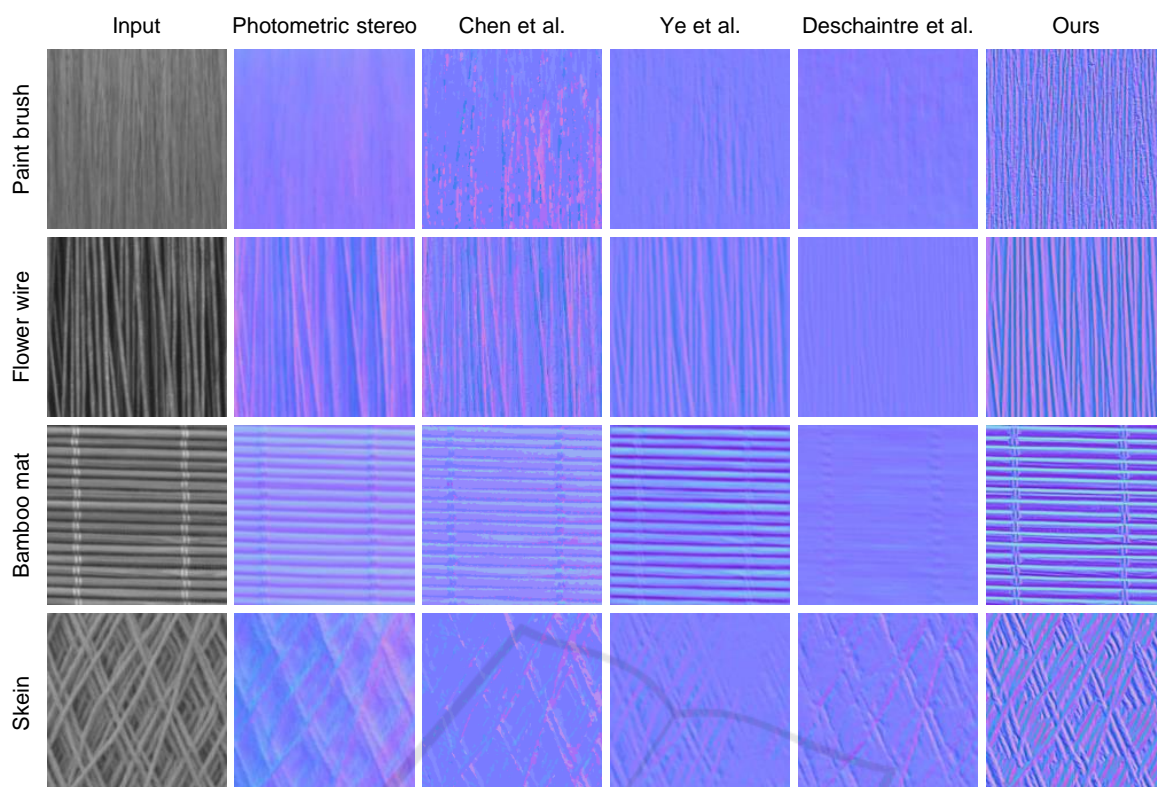 Input Photometric stereo Chen et al. Ye et al. Deschaintre et al. Ours
Paint brush
Flower wire
Bamboo mat
Skein